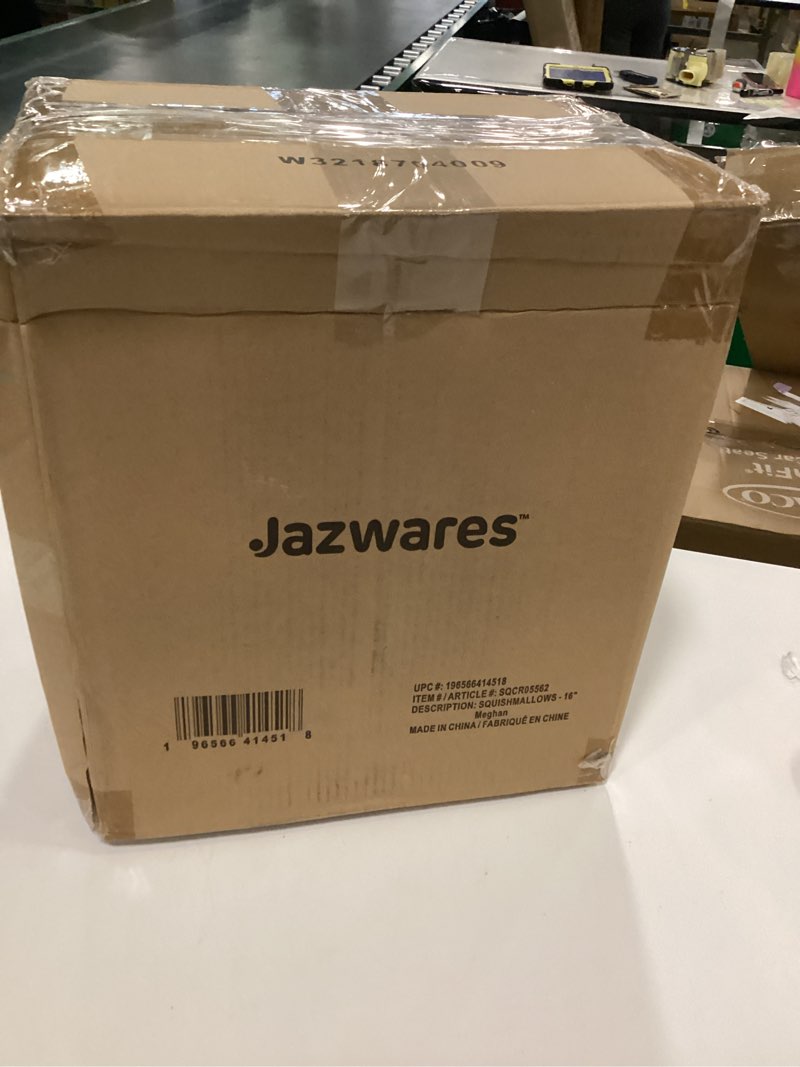 Jazwares™
UPC #: 196566414518
ITEM # / ARTICLE #: SQCR05562
DESCRIPTION: SQUISHMALLOWS - 16"
Meghan
MADE IN CHINA / FABRIQUÉ EN CHINE
1 96566 41451 8